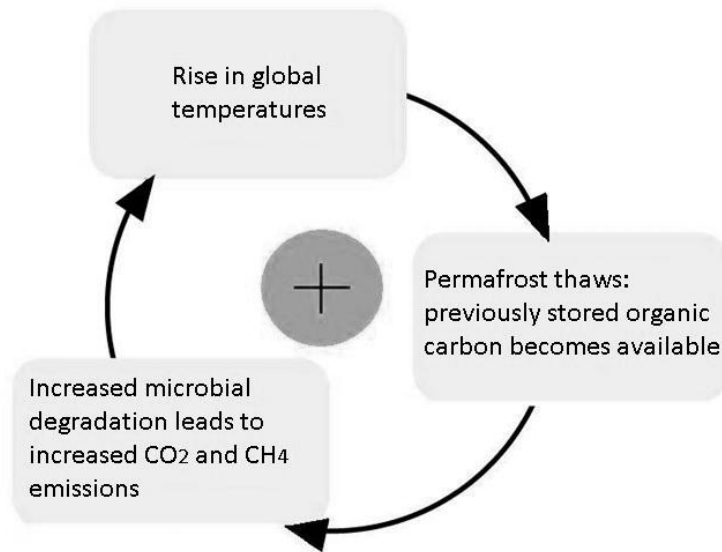 Rise in global
temperatures
Permafrost thaws:
previously stored organic
carbon becomes available
Increased microbial
degradation leads to
increased CO2 and CH4
emissions